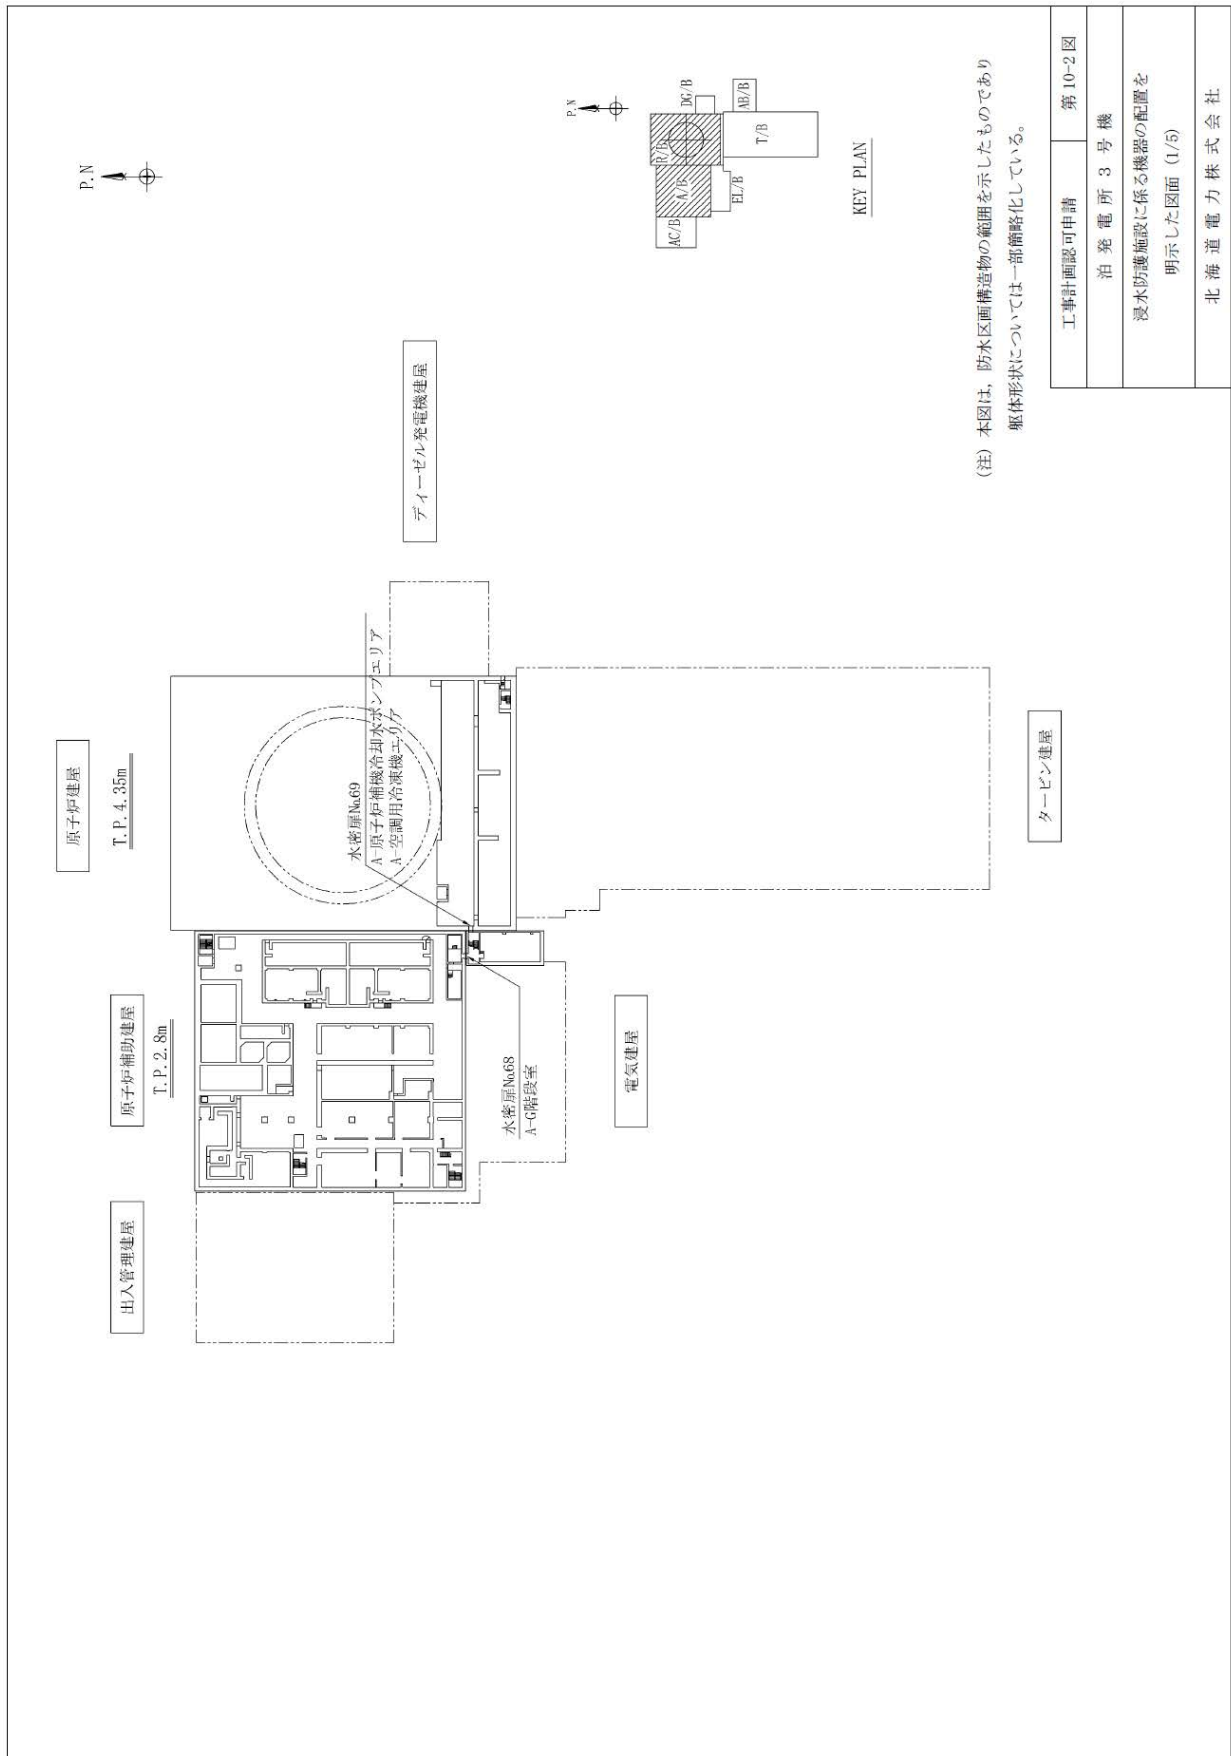 P.N
原子炉建屋
T.P.4.35m
原子炉補助建屋
T.P.2.8m
出入管理建屋
ディーゼル発電機建屋
水密扉№69
A-原子炉補機冷却水ポンプエリア
A-空調用冷凍機エリア
水密扉№68
A-G階段室
電気建屋
タービン建屋
P.N
R/B
DG/B
A/B
AC/B
EL/B
AB/B
T/B
KEY PLAN
(注) 本図は，防水区画構造物の範囲を示したものであり
躯体形状については一部簡略化している。
工事計画認可申請 第10-2図
泊発電所3号機
浸水防護施設に係る機器の配置を
明示した図面 (1/5)
北海道電力株式会社